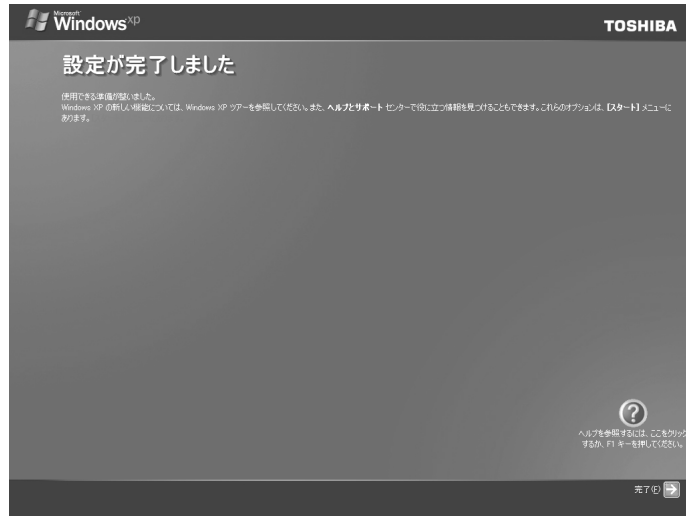 Microsoft
Windows xp
TOSHIBA
設定が完了しました
使用できる準備が整いました。
Windows XP の新しい機能については、Windows XP ツアーを参照してください。また、ヘルプとサポート センターで役に立つ情報を見つけることもできます。これらのオプションは、[スタート] メニューに
あります。
?
ヘルプを参照するには、ここをクリック
するか、F1 キーを押してください。
完了(F)